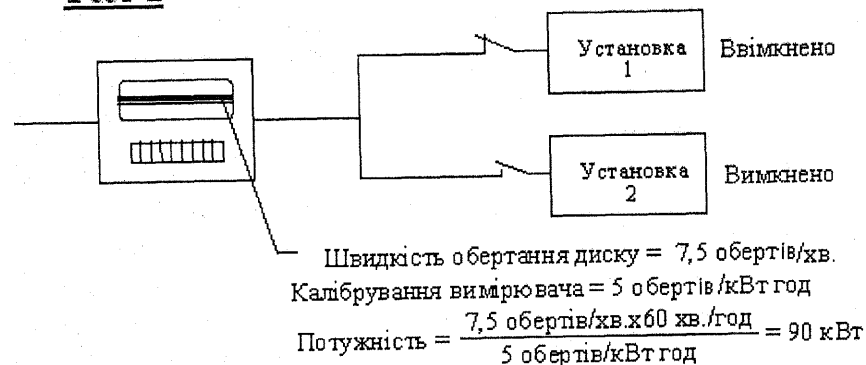 Установка
1
Ввімкнено
Установка
2
Вимкнено
Швидкість обертання диску = 7,5 обертів/хв.
Калібрування вимірювача = 5 обертів/кВт год
Потужність = 7,5 обертів/хв.х60 хв./год = 90 кВт
5 обертів/кВт год